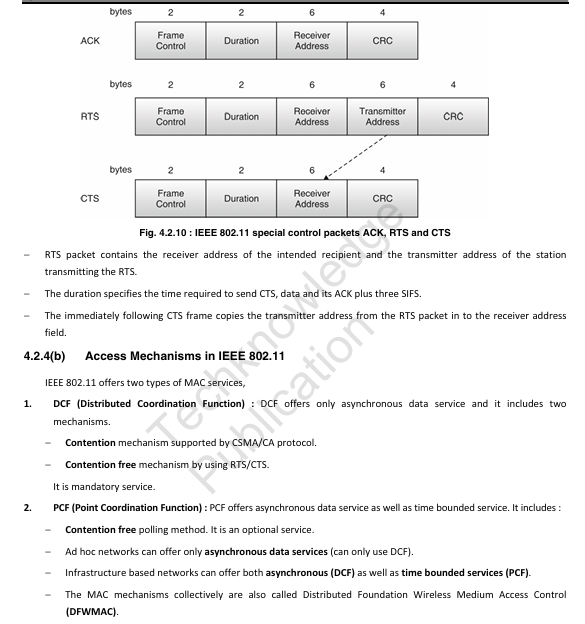 bytes 2 2 6 4
ACK Frame Control Duration Receiver Address CRC
bytes 2 2 6 6 4
RTS Frame Control Duration Receiver Address Transmitter Address CRC
bytes 2 2 6 4
CTS Frame Control Duration Receiver Address CRC
Fig. 4.2.10 : IEEE 802.11 special control packets ACK, RTS and CTS
– RTS packet contains the receiver address of the intended recipient and the transmitter address of the station
transmitting the RTS.
– The duration specifies the time required to send CTS, data and its ACK plus three SIFS.
– The immediately following CTS frame copies the transmitter address from the RTS packet in to the receiver address
field.
4.2.4(b) Access Mechanisms in IEEE 802.11
IEEE 802.11 offers two types of MAC services,
1. DCF (Distributed Coordination Function) : DCF offers only asynchronous data service and it includes two
mechanisms.
– Contention mechanism supported by CSMA/CA protocol.
– Contention free mechanism by using RTS/CTS.
It is mandatory service.
2. PCF (Point Coordination Function) : PCF offers asynchronous data service as well as time bounded service. It includes :
– Contention free polling method. It is an optional service.
– Ad hoc networks can offer only asynchronous data services (can only use DCF).
– Infrastructure based networks can offer both asynchronous (DCF) as well as time bounded services (PCF).
– The MAC mechanisms collectively are also called Distributed Foundation Wireless Medium Access Control
(DFWMAC).
Techknowledge
Publication